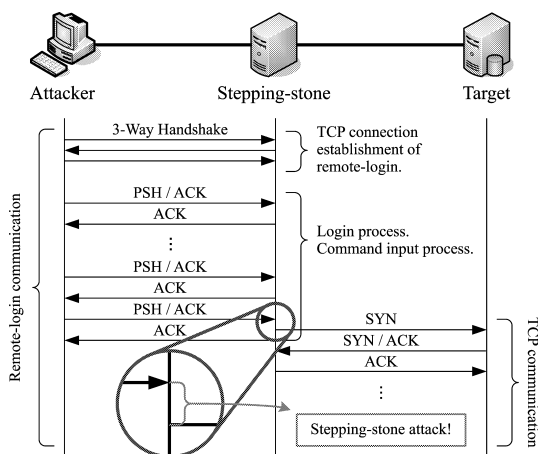 Attacker
Stepping-stone
Target
3-Way Handshake
TCP connection
establishment of
remote-login.
PSH / ACK
ACK
⋮
Login process.
Command input process.
PSH / ACK
ACK
PSH / ACK
ACK
SYN
SYN / ACK
ACK
⋮
Stepping-stone attack!
Remote-login communication
TCP communication